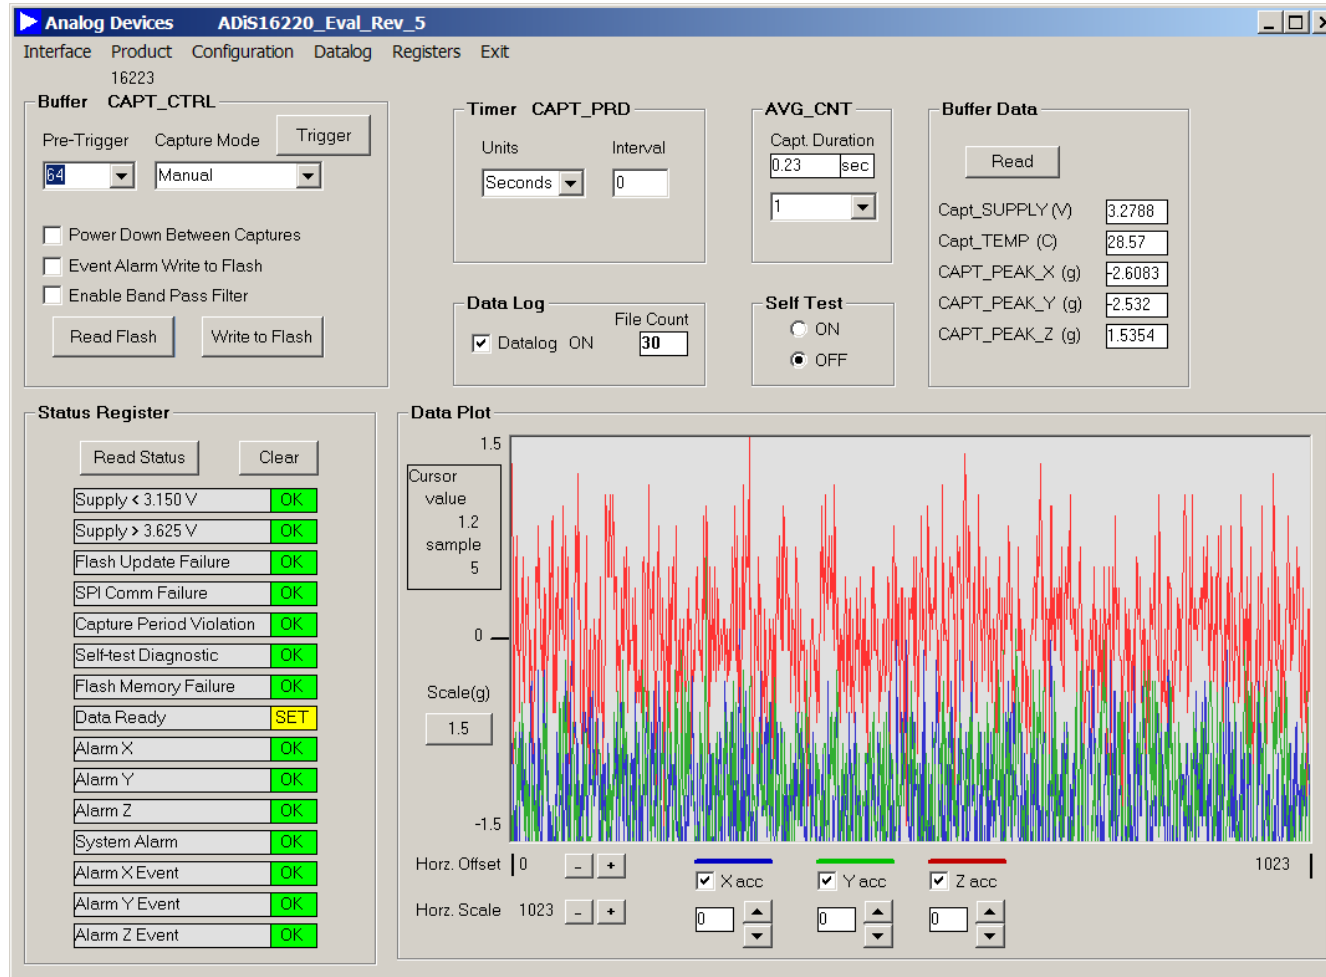 Analog Devices ADiS16220_Eval_Rev_5
Interface Product Configuration Datalog Registers Exit
16223
Buffer CAPT_CTRL
Pre-Trigger Capture Mode Trigger
64 Manual
Power Down Between Captures
Event Alarm Write to Flash
Enable Band Pass Filter
Read Flash Write to Flash
Timer CAPT_PRD
Units Interval
Seconds 0
Data Log
File Count
Datalog ON 30
AVG_CNT
Capt. Duration
0.23 sec
1
Self Test
ON
OFF
Buffer Data
Read
Capt_SUPPLY (V) 3.2788
Capt_TEMP (C) 28.57
CAPT_PEAK_X (g) -2.6083
CAPT_PEAK_Y (g) -2.532
CAPT_PEAK_Z (g) 1.5354
Status Register
Read Status Clear
Supply < 3.150 V OK
Supply > 3.625 V OK
Flash Update Failure OK
SPI Comm Failure OK
Capture Period Violation OK
Self-test Diagnostic OK
Flash Memory Failure OK
Data Ready SET
Alarm X OK
Alarm Y OK
Alarm Z OK
System Alarm OK
Alarm X Event OK
Alarm Y Event OK
Alarm Z Event OK
Data Plot
1.5
Cursor
value
1.2
sample
5
0
Scale(g)
1.5
-1.5
Horz. Offset 0 - + 1023
X acc Y acc Z acc
Horz. Scale 1023 - + 0 0 0